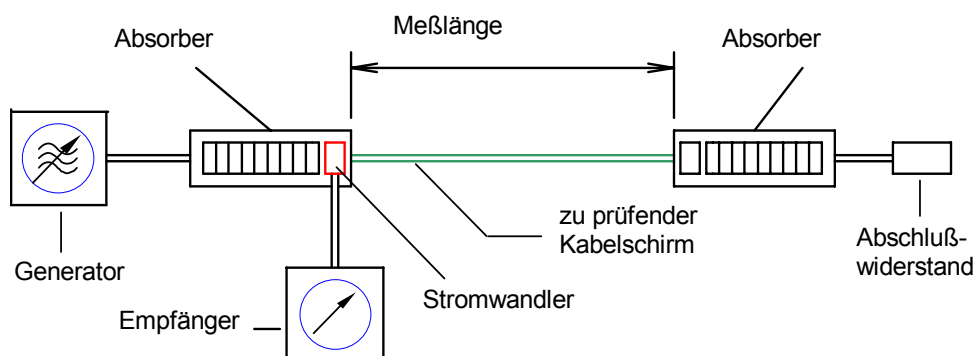 Absorber
Meßlänge
Absorber
Generator
Empfänger
Stromwandler
zu prüfender
Kabelschirm
Abschluß-
widerstand